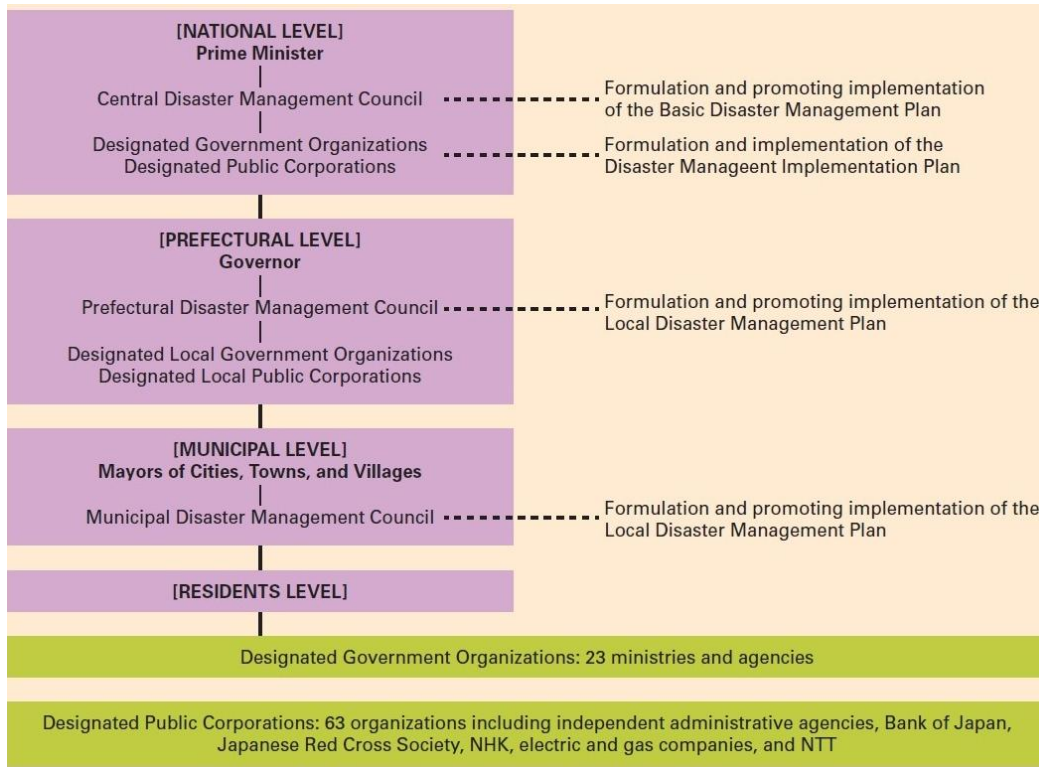 [NATIONAL LEVEL]
Prime Minister
Central Disaster Management Council
Formulation and promoting implementation
of the Basic Disaster Management Plan
Designated Government Organizations
Designated Public Corporations
Formulation and implementation of the
Disaster Manageent Implementation Plan
[PREFECTURAL LEVEL]
Governor
Prefectural Disaster Management Council
Formulation and promoting implementation of the
Local Disaster Management Plan
Designated Local Government Organizations
Designated Local Public Corporations
[MUNICIPAL LEVEL]
Mayors of Cities, Towns, and Villages
Municipal Disaster Management Council
Formulation and promoting implementation of the
Local Disaster Management Plan
[RESIDENTS LEVEL]
Designated Government Organizations: 23 ministries and agencies
Designated Public Corporations: 63 organizations including independent administrative agencies, Bank of Japan,
Japanese Red Cross Society, NHK, electric and gas companies, and NTT